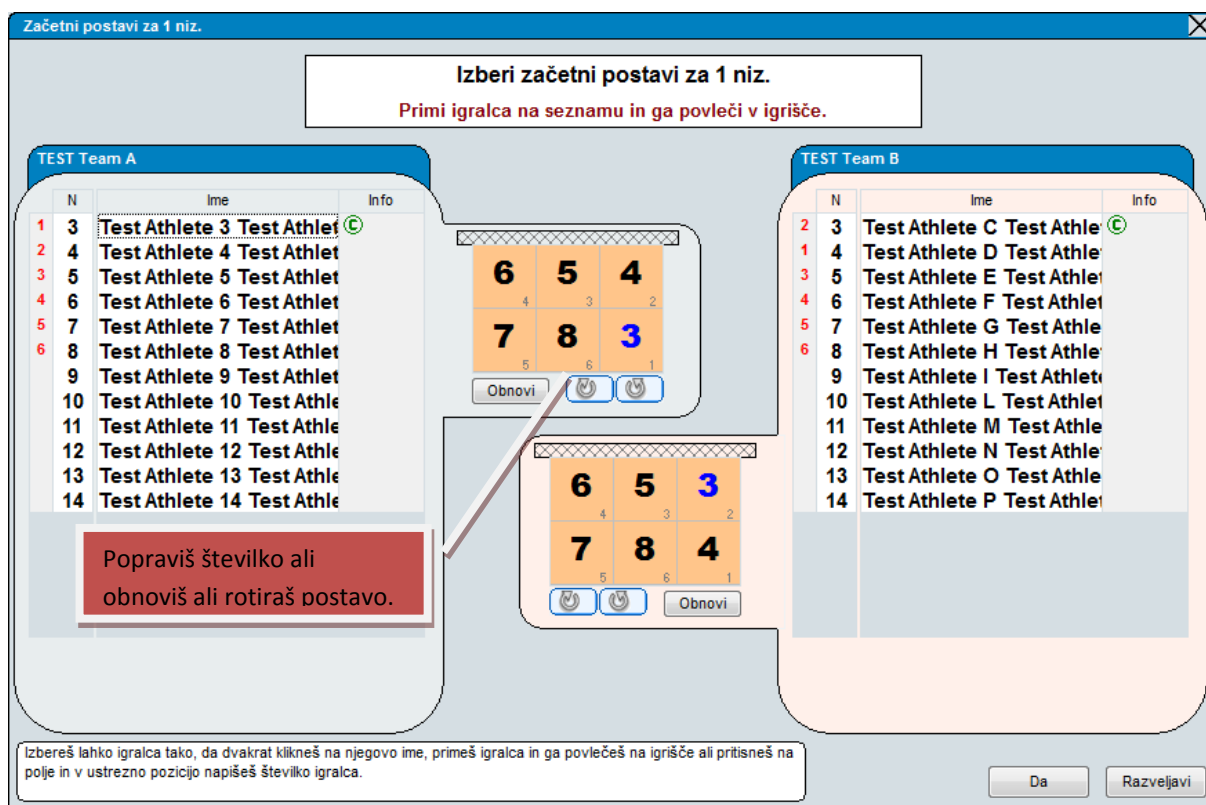 Začetni postavi za 1 niz.
Izberi začetni postavi za 1 niz.
Primi igralca na seznamu in ga povleči v igrišče.
TEST Team A
N Ime Info
1 3 Test Athlete 3 Test Athlet C
2 4 Test Athlete 4 Test Athlet
3 5 Test Athlete 5 Test Athlet
4 6 Test Athlete 6 Test Athlet
5 7 Test Athlete 7 Test Athlet
6 8 Test Athlete 8 Test Athlet
9 Test Athlete 9 Test Athlet
10 Test Athlete 10 Test Athle
11 Test Athlete 11 Test Athle
12 Test Athlete 12 Test Athle
13 Test Athlete 13 Test Athle
14 Test Athlete 14 Test Athle
6 5 4
4 3 2
7 8 3
5 6 1
Obnovi
6 5 3
4 3 2
7 8 4
5 6 1
Obnovi
TEST Team B
N Ime Info
2 3 Test Athlete C Test Athle C
1 4 Test Athlete D Test Athle
3 5 Test Athlete E Test Athle
4 6 Test Athlete F Test Athlet
5 7 Test Athlete G Test Athle
6 8 Test Athlete H Test Athle
9 Test Athlete I Test Athlet
10 Test Athlete L Test Athlet
11 Test Athlete M Test Athle
12 Test Athlete N Test Athle
13 Test Athlete O Test Athle
14 Test Athlete P Test Athlet
Popraviš številko ali
obnoviš ali rotiraš postavo.
Izbereš lahko igralca tako, da dvakrat klikneš na njegovo ime, primeš igralca in ga povlečeš na igrišče ali pritisneš na
polje in v ustrezno pozicijo napišeš številko igralca.
Da
Razveljavi